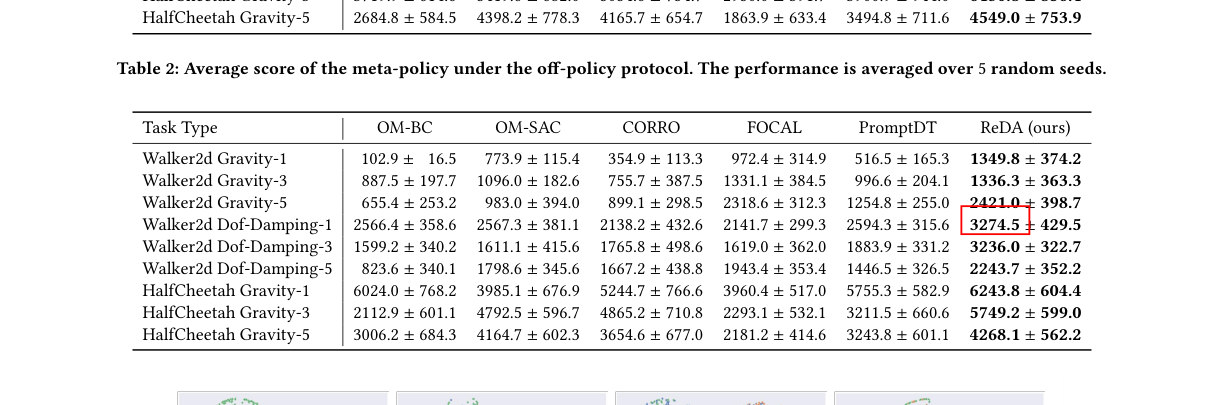 HalfCheetah Gravity-5 2684.8 ± 584.5 4398.2 ± 778.3 4165.7 ± 654.7 1863.9 ± 633.4 3494.8 ± 711.6 4549.0 ± 753.9
Table 2: Average score of the meta-policy under the off-policy protocol. The performance is averaged over 5 random seeds.
Task Type OM-BC OM-SAC CORRO FOCAL PromptDT ReDA (ours)
Walker2d Gravity-1 102.9 ± 16.5 773.9 ± 115.4 354.9 ± 113.3 972.4 ± 314.9 516.5 ± 165.3 1349.8 ± 374.2
Walker2d Gravity-3 887.5 ± 197.7 1096.0 ± 182.6 755.7 ± 387.5 1331.1 ± 384.5 996.6 ± 204.1 1336.3 ± 363.3
Walker2d Gravity-5 655.4 ± 253.2 983.0 ± 394.0 899.1 ± 298.5 2318.6 ± 312.3 1254.8 ± 255.0 2421.0 ± 398.7
Walker2d Dof-Damping-1 2566.4 ± 358.6 2567.3 ± 381.1 2138.2 ± 432.6 2141.7 ± 299.3 2594.3 ± 315.6 3274.5 ± 429.5
Walker2d Dof-Damping-3 1599.2 ± 340.2 1611.1 ± 415.6 1765.8 ± 498.6 1619.0 ± 362.0 1883.9 ± 331.2 3236.0 ± 322.7
Walker2d Dof-Damping-5 823.6 ± 340.1 1798.6 ± 345.6 1667.2 ± 438.8 1943.4 ± 353.4 1446.5 ± 326.5 2243.7 ± 352.2
HalfCheetah Gravity-1 6024.0 ± 768.2 3985.1 ± 676.9 5244.7 ± 766.6 3960.4 ± 517.0 5755.3 ± 582.9 6243.8 ± 604.4
HalfCheetah Gravity-3 2112.9 ± 601.1 4792.5 ± 596.7 4865.2 ± 710.8 2293.1 ± 532.1 3211.5 ± 660.6 5749.2 ± 599.0
HalfCheetah Gravity-5 3006.2 ± 684.3 4164.7 ± 602.3 3654.6 ± 677.0 2181.2 ± 414.6 3243.8 ± 601.1 4268.1 ± 562.2